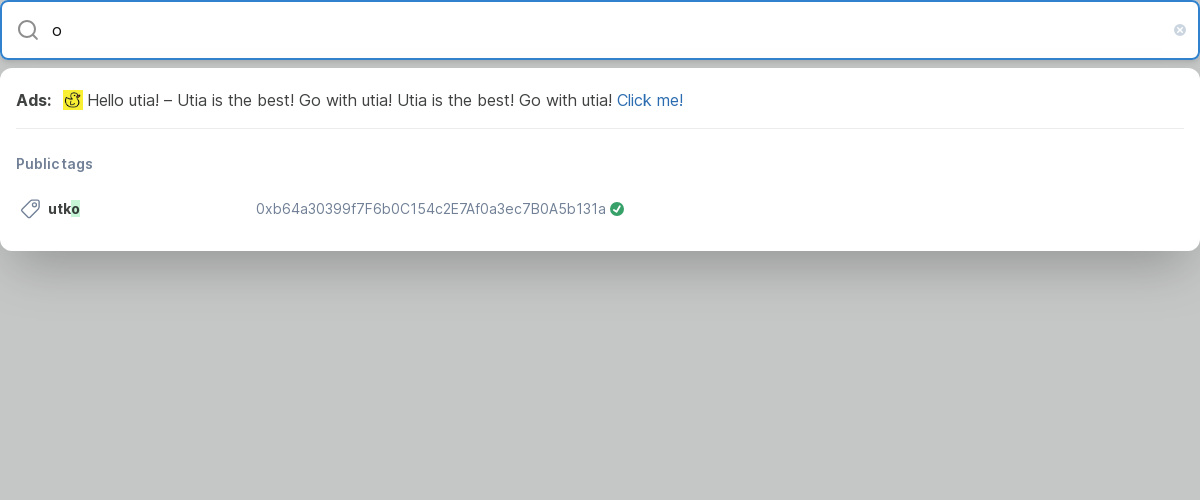 o
Ads: Hello utia! – Utia is the best! Go with utia! Utia is the best! Go with utia! Click me!
Public tags
utko 0xb64a30399f7F6b0C154c2E7Af0a3ec7B0A5b131a